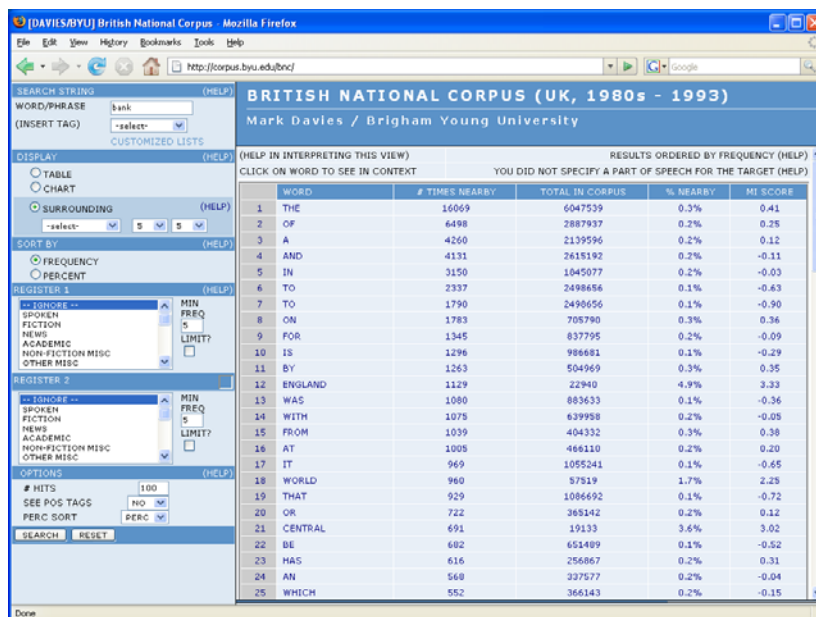 [DAVIES/BYU] British National Corpus - Mozilla Firefox
File Edit View History Bookmarks Tools Help
http://corpus.byu.edu/bnc/
Google
SEARCH STRING (HELP)
WORD/PHRASE bank
(INSERT TAG) -select-
CUSTOMIZED LISTS
DISPLAY (HELP)
TABLE
CHART
SURROUNDING (HELP)
-select- 5 5
SORT BY (HELP)
FREQUENCY
PERCENT
REGISTER 1 (HELP)
-- IGNORE --
SPOKEN
FICTION
NEWS
ACADEMIC
NON-FICTION MISC
OTHER MISC
MIN
FREQ
5
LIMIT?
REGISTER 2
-- IGNORE --
SPOKEN
FICTION
NEWS
ACADEMIC
NON-FICTION MISC
OTHER MISC
MIN
FREQ
5
LIMIT?
OPTIONS (HELP)
# HITS 100
SEE POS TAGS NO
PERC SORT PERC
SEARCH RESET
BRITISH NATIONAL CORPUS (UK, 1980s - 1993)
Mark Davies / Brigham Young University
(HELP IN INTERPRETING THIS VIEW) RESULTS ORDERED BY FREQUENCY (HELP)
CLICK ON WORD TO SEE IN CONTEXT YOU DID NOT SPECIFY A PART OF SPEECH FOR THE TARGET (HELP)
WORD # TIMES NEARBY TOTAL IN CORPUS % NEARBY MI SCORE
1 THE 16069 6047539 0.3% 0.41
2 OF 6498 2887937 0.2% 0.25
3 A 4260 2139596 0.2% 0.12
4 AND 4131 2615192 0.2% -0.11
5 IN 3150 1845077 0.2% -0.03
6 TO 2337 2498656 0.1% -0.63
7 TO 1790 2498656 0.1% -0.90
8 ON 1783 705790 0.3% 0.36
9 FOR 1345 837795 0.2% -0.09
10 IS 1296 986681 0.1% -0.29
11 BY 1263 504969 0.3% 0.35
12 ENGLAND 1129 22940 4.9% 3.33
13 WAS 1080 883633 0.1% -0.36
14 WITH 1075 639958 0.2% -0.05
15 FROM 1039 404332 0.3% 0.38
16 AT 1005 466110 0.2% 0.20
17 IT 969 1055241 0.1% -0.65
18 WORLD 960 57519 1.7% 2.25
19 THAT 929 1086692 0.1% -0.72
20 OR 722 365142 0.2% 0.12
21 CENTRAL 691 19133 3.6% 3.02
22 BE 682 651489 0.1% -0.52
23 HAS 616 256867 0.2% 0.31
24 AN 568 337577 0.2% -0.04
25 WHICH 552 366143 0.2% -0.15
Done